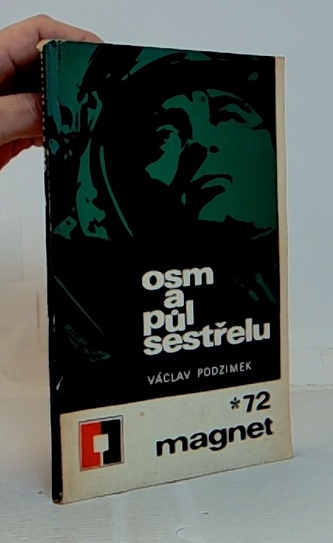 osm
a
půl
sestřelu
VÁCLAV PODZIMEK
*72
magnet